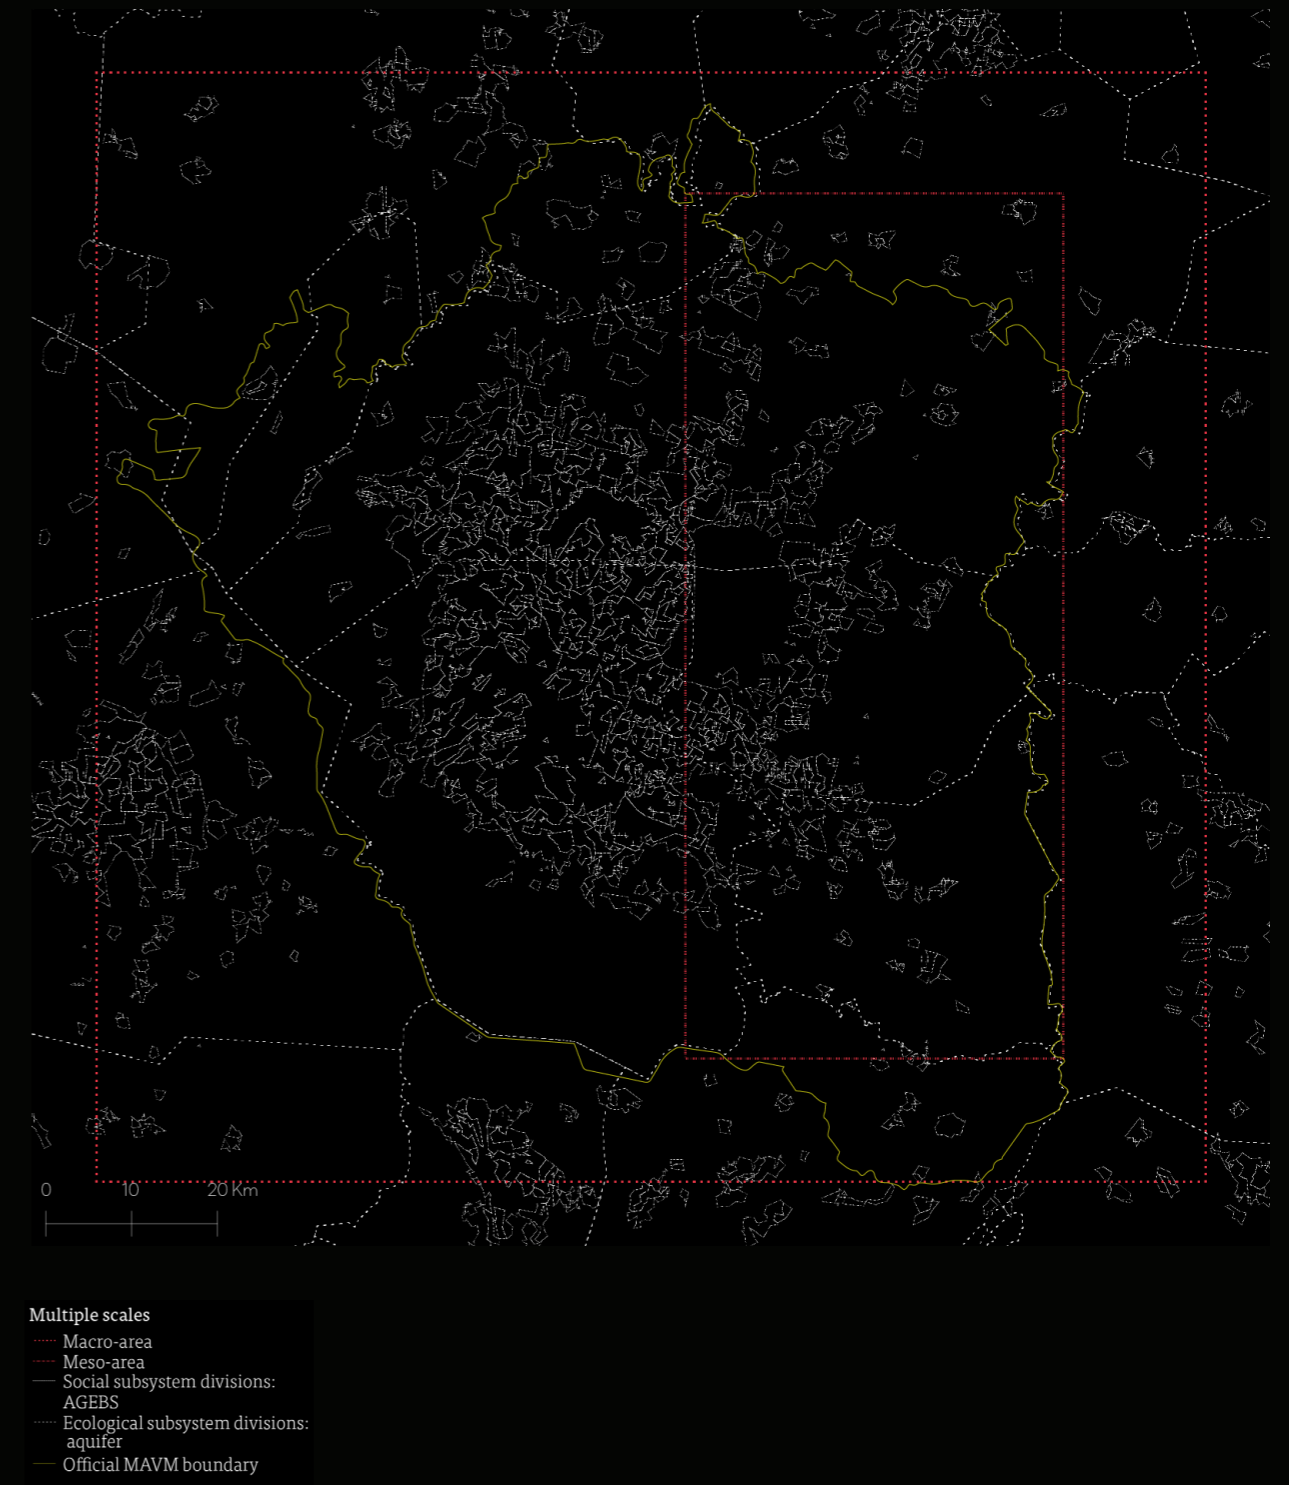 0 10 20 Km
Multiple scales
Macro-area
Meso-area
Social subsystem divisions:
AGEBS
Ecological subsystem divisions:
aquifer
Official MAVM boundary